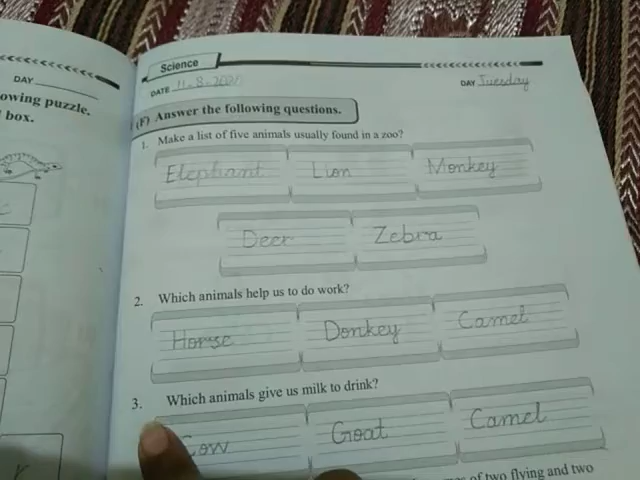 Science
DATE 11-8-2020 DAY Tuesday
(F) Answer the following questions.
1. Make a list of five animals usually found in a zoo?
Elephant Lion Monkey
Deer Zebra
2. Which animals help us to do work?
Horse Donkey Camel
3. Which animals give us milk to drink?
Cow Goat Camel
of two flying and two
DAY
owing puzzle.
box.